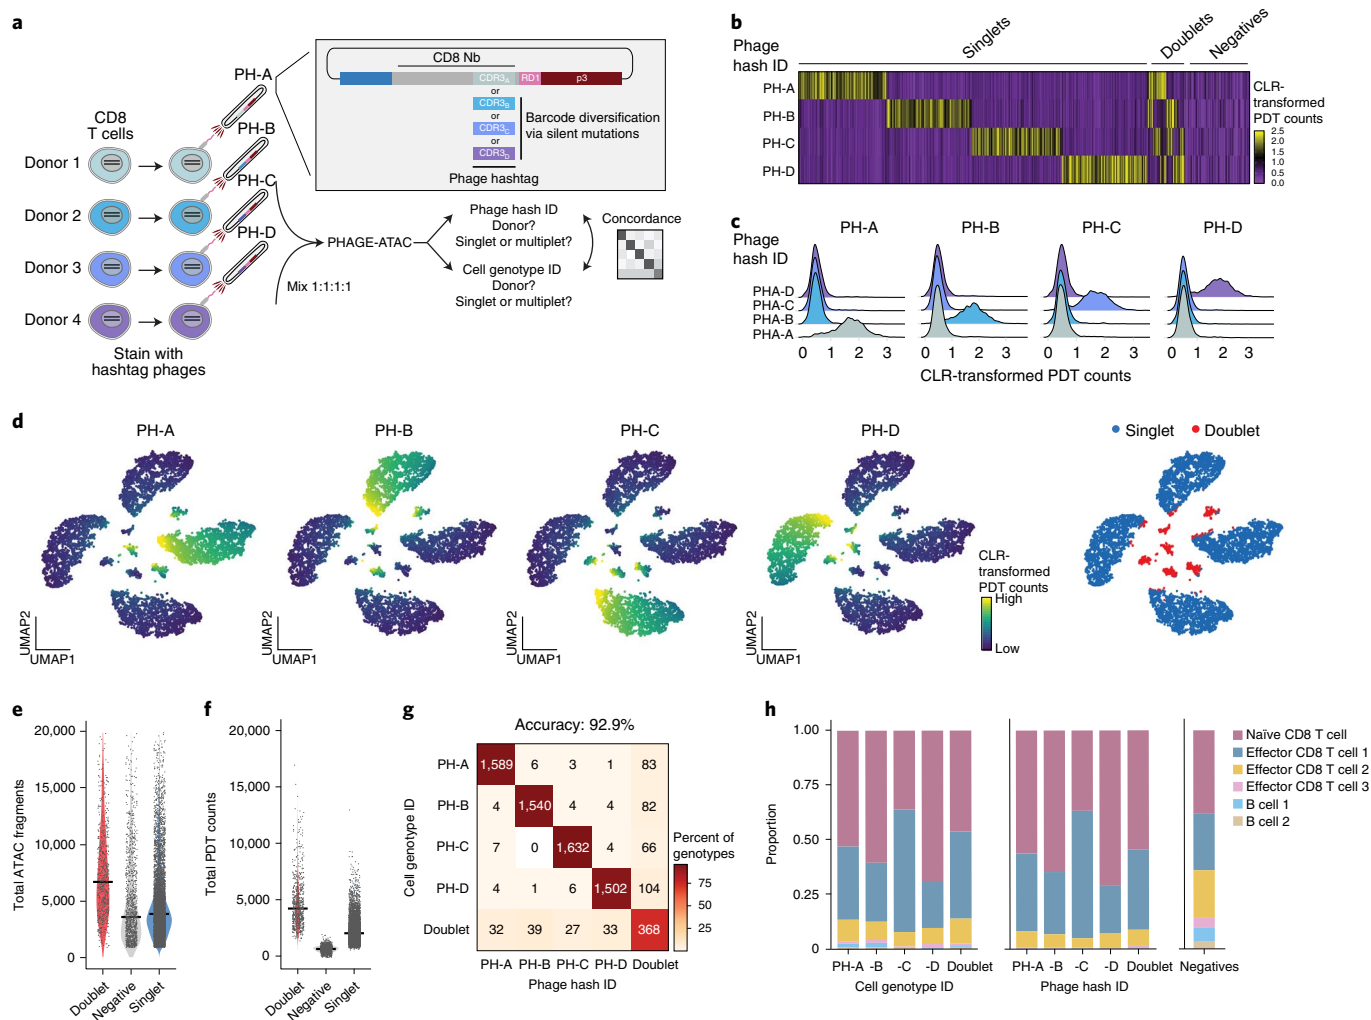 a
CD8
T cells
Donor 1
Donor 2
Donor 3
Donor 4
Stain with
hashtag phages
PH-A
PH-B
PH-C
PH-D
CD8 Nb
CDR3A
RD1
p3
or
CDR3B
or
CDR3C
or
CDR3D
Barcode diversification
via silent mutations
Phage hashtag
Mix 1:1:1:1
PHAGE-ATAC
Phage hash ID
Donor?
Singlet or multiplet?
Cell genotype ID
Donor?
Singlet or multiplet?
Concordance
b
Phage
hash ID
Singlets
Doublets
Negatives
PH-A
PH-B
PH-C
PH-D
CLR-
transformed
PDT counts
2.5
2.0
1.5
1.0
0.5
0.0
c
Phage
hash ID
PH-A
PH-B
PH-C
PH-D
PHA-D
PHA-C
PHA-B
PHA-A
0 1 2 3
0 1 2 3
0 1 2 3
0 1 2 3
CLR-transformed PDT counts
d
PH-A
PH-B
PH-C
PH-D
Singlet
Doublet
UMAP2
UMAP1
UMAP2
UMAP1
UMAP2
UMAP1
UMAP2
UMAP1
CLR-
transformed
PDT counts
High
Low
e
Total ATAC fragments
20,000
15,000
10,000
5,000
0
Doublet
Negative
Singlet
f
Total PDT counts
20,000
15,000
10,000
5,000
0
Doublet
Negative
Singlet
g
Accuracy: 92.9%
Cell genotype ID
PH-A 1,589 6 3 1 83
PH-B 4 1,540 4 4 82
PH-C 7 0 1,632 4 66
PH-D 4 1 6 1,502 104
Doublet 32 39 27 33 368
PH-A PH-B PH-C PH-D Doublet
Phage hash ID
Percent of
genotypes
75
50
25
h
Proportion
1.00
0.75
0.50
0.25
0
PH-A -B -C -D Doublet
Cell genotype ID
PH-A -B -C -D Doublet
Phage hash ID
Negatives
Naïve CD8 T cell
Effector CD8 T cell 1
Effector CD8 T cell 2
Effector CD8 T cell 3
B cell 1
B cell 2